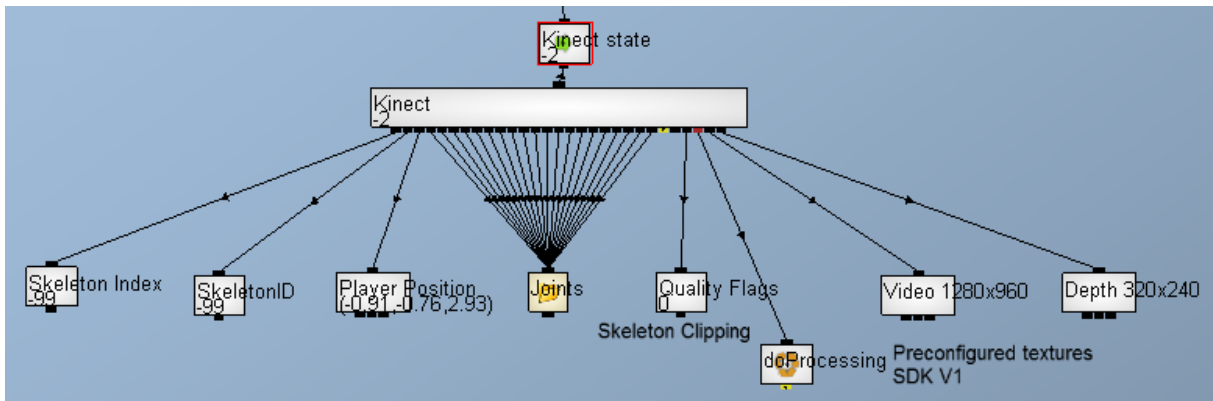 Kinect state
-2
Kinect
-2
Skeleton Index
-99
SkeletonID
-99
Player Position
(-0.91,-0.76,2.93)
Joints
Quality Flags
0
Video 1280x960
Depth 320x240
Skeleton Clipping
doProcessing
Preconfigured textures
SDK V1